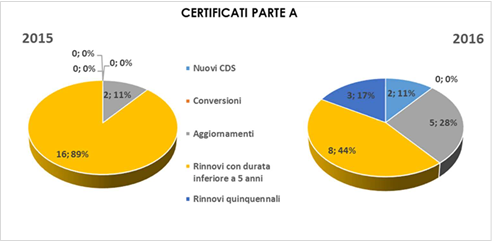 CERTIFICATI PARTE A
2015
0; 0%
0; 0%
0; 0%
2; 11%
16; 89%
Nuovi CDS
Conversioni
Aggiornamenti
Rinnovi con durata
inferiore a 5 anni
Rinnovi quinquennali
2016
0; 0%
3; 17%
2; 11%
5; 28%
8; 44%